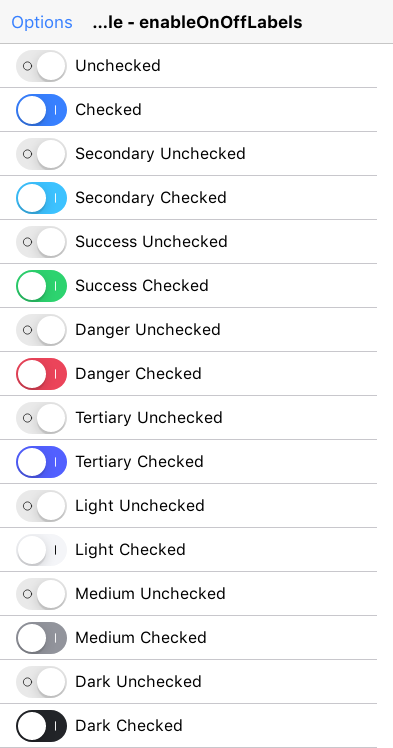 Options ...le - enableOnOffLabels
Unchecked
Checked
Secondary Unchecked
Secondary Checked
Success Unchecked
Success Checked
Danger Unchecked
Danger Checked
Tertiary Unchecked
Tertiary Checked
Light Unchecked
Light Checked
Medium Unchecked
Medium Checked
Dark Unchecked
Dark Checked